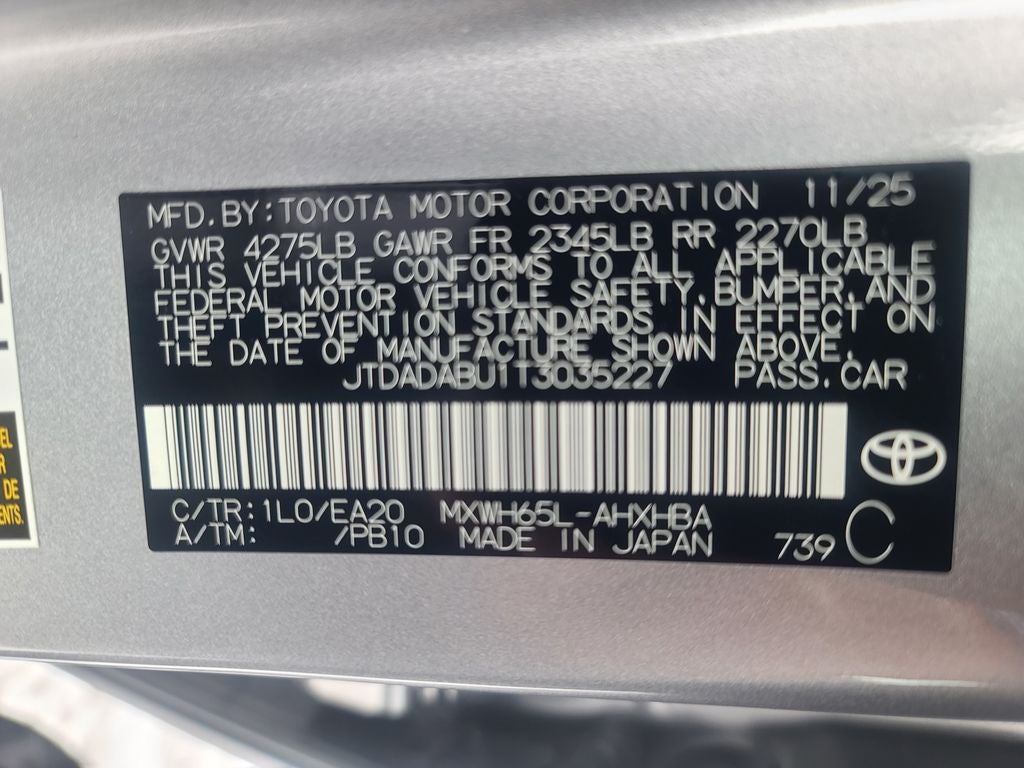 MFD.BY:TOYOTA MOTOR CORPORATION 11/25
GVWR 4275LB GAWR FR 2345LB RR 2270LB
THIS VEHICLE CONFORMS TO ALL APPLICABLE
FEDERAL MOTOR VEHICLE SAFETY,BUMPER,AND
THEFT PREVENTION STANDARDS IN EFFECT ON
THE DATE OF MANUFACTURE SHOWN ABOVE.
JTDADABU1T3035227 PASS.CAR
C/TR:1L0/EA20 MXWH65L-AHXHBA
A/TM: /PB10 MADE IN JAPAN 739 C
DE